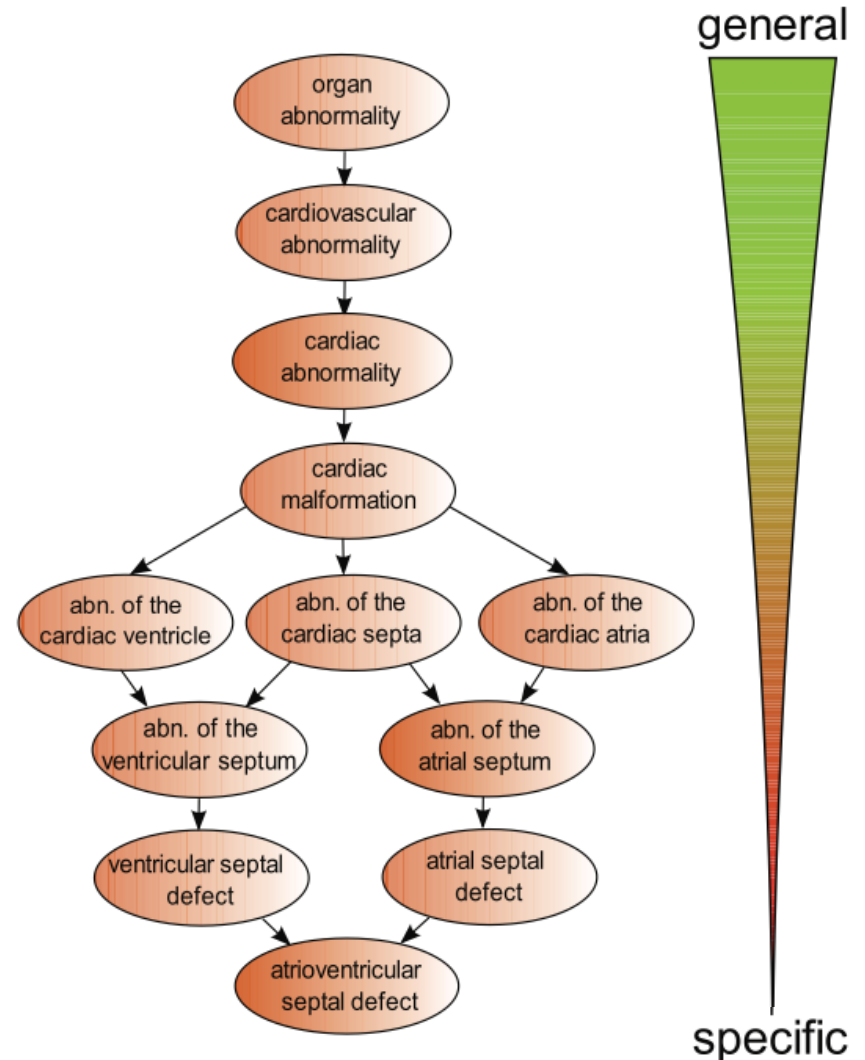 general
organ
abnormality
cardiovascular
abnormality
cardiac
abnormality
cardiac
malformation
abn. of the
cardiac ventricle
abn. of the
cardiac septa
abn. of the
cardiac atria
abn. of the
ventricular septum
abn. of the
atrial septum
ventricular septal
defect
atrial septal
defect
atrioventricular
septal defect
specific